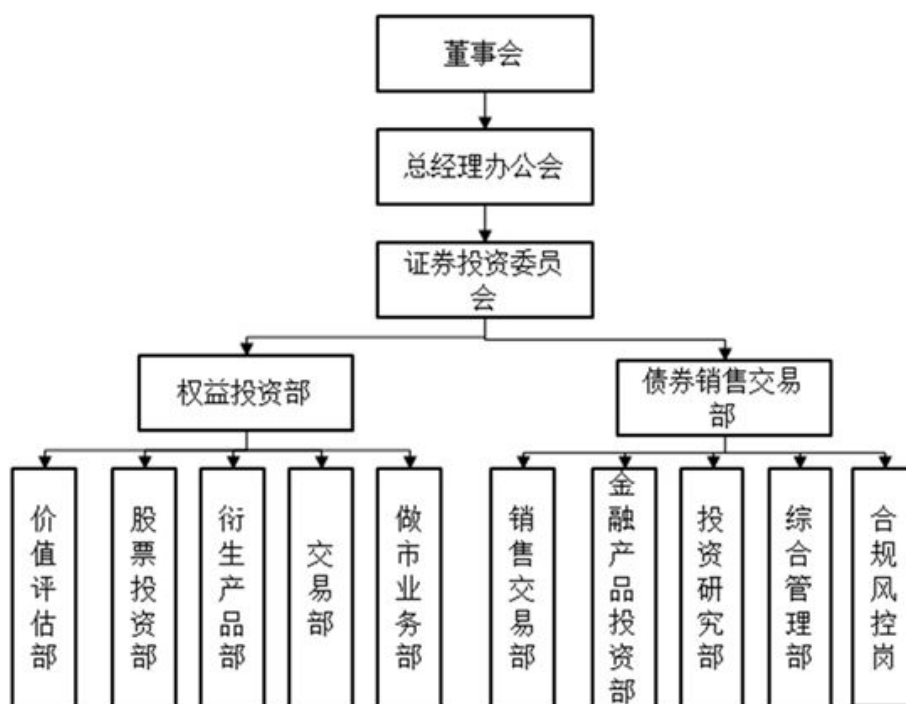 董事会
总经理办公会
证券投资委员
会
权益投资部
债券销售交易
部
价值评估部
股票投资部
衍生产品部
交易部
做市业务部
销售交易部
金融产品投资部
投资研究部
综合管理部
合规风控岗